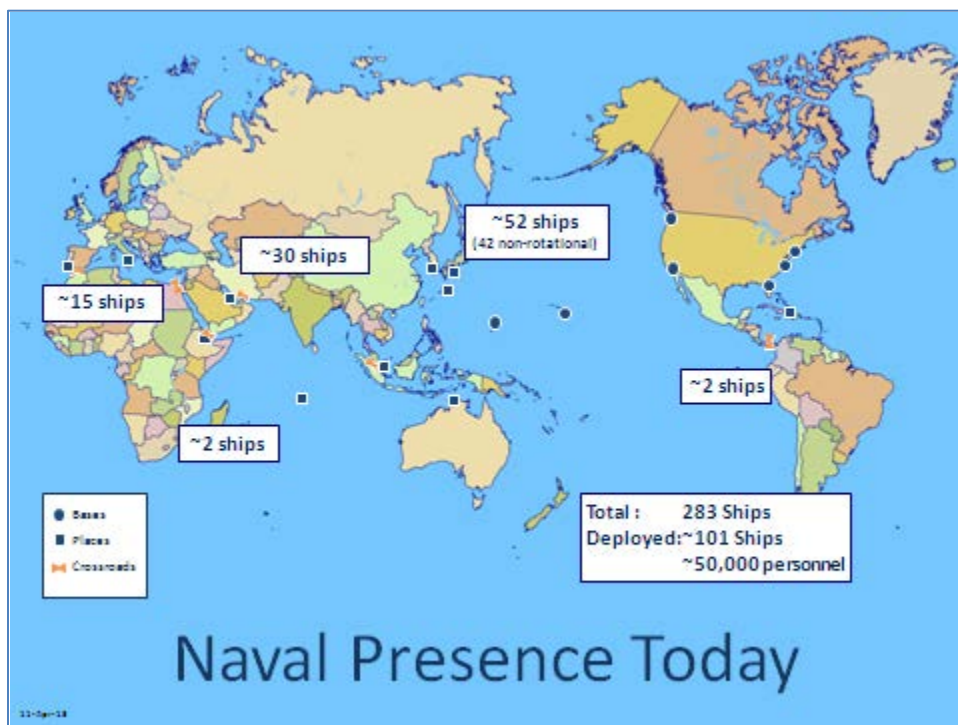 ~52 ships
(42 non-rotational)
~30 ships
~15 ships
~2 ships
~2 ships
Total : 283 Ships
Deployed:~101 Ships
~50,000 personnel
Bases
Places
Crossroads
Naval Presence Today